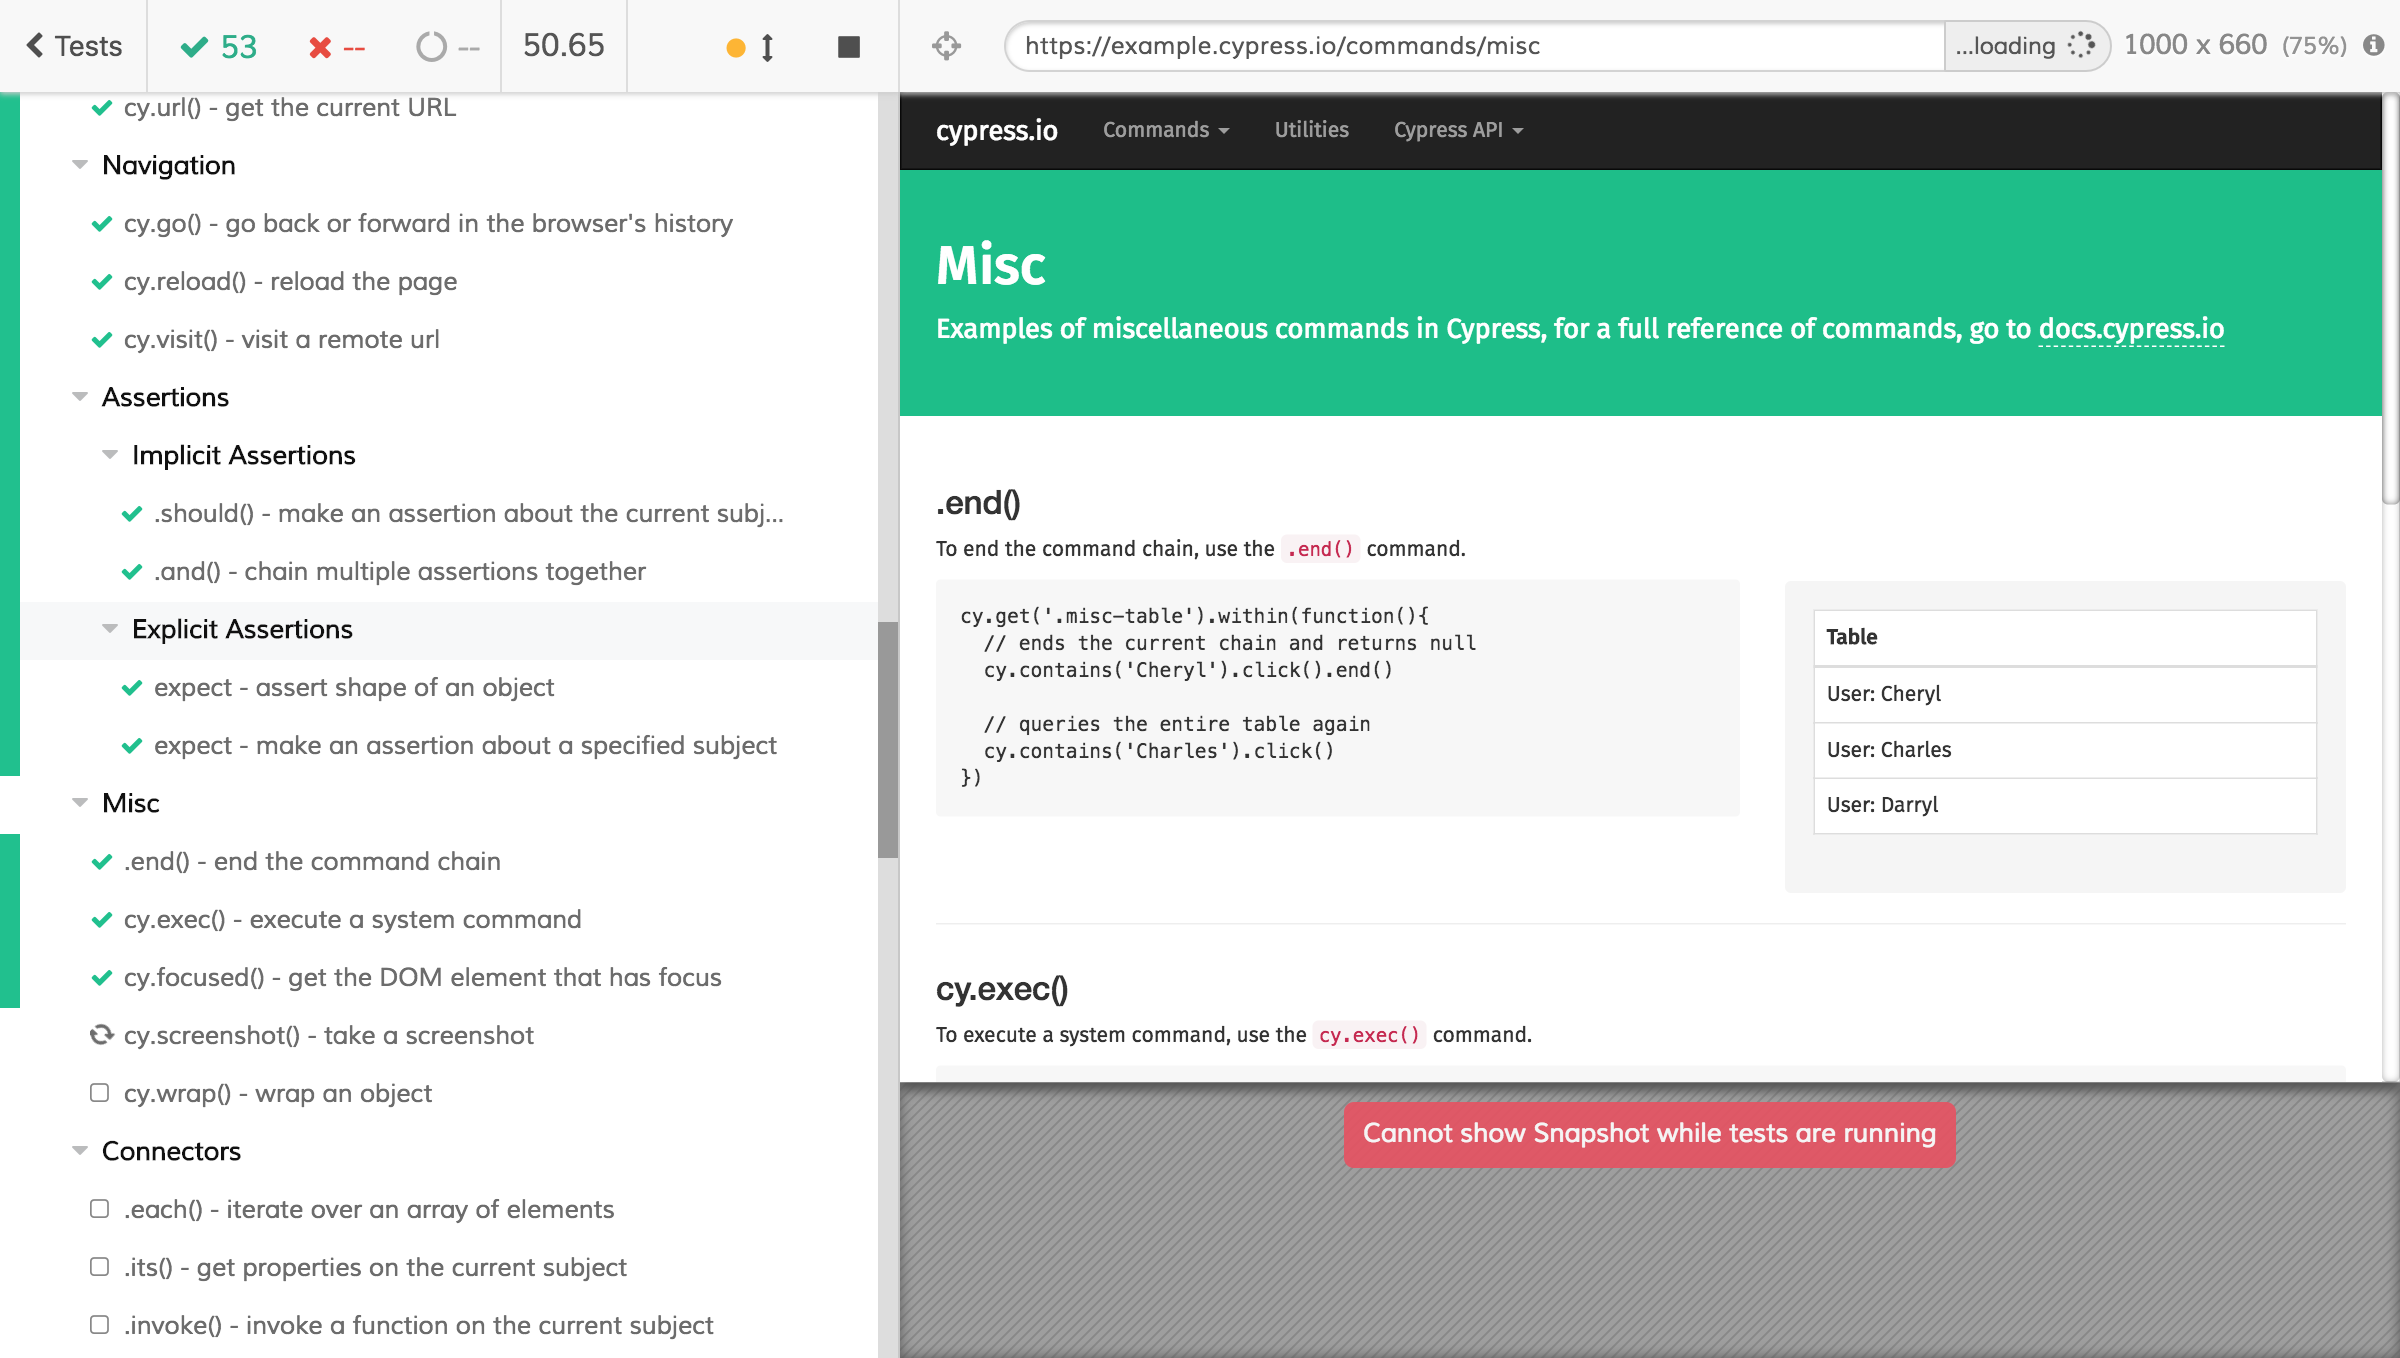 Tests
53
--
--
50.65
https://example.cypress.io/commands/misc
...loading
1000 x 660 (75%)
cy.url() - get the current URL
Navigation
cy.go() - go back or forward in the browser's history
cy.reload() - reload the page
cy.visit() - visit a remote url
Assertions
Implicit Assertions
.should() - make an assertion about the current subj...
.and() - chain multiple assertions together
Explicit Assertions
expect - assert shape of an object
expect - make an assertion about a specified subject
Misc
.end() - end the command chain
cy.exec() - execute a system command
cy.focused() - get the DOM element that has focus
cy.screenshot() - take a screenshot
cy.wrap() - wrap an object
Connectors
.each() - iterate over an array of elements
.its() - get properties on the current subject
.invoke() - invoke a function on the current subject
cypress.io
Commands
Utilities
Cypress API
Misc
Examples of miscellaneous commands in Cypress, for a full reference of commands, go to docs.cypress.io
.end()
To end the command chain, use the .end() command.
cy.get('.misc-table').within(function(){
// ends the current chain and returns null
cy.contains('Cheryl').click().end()
// queries the entire table again
cy.contains('Charles').click()
})
Table
User: Cheryl
User: Charles
User: Darryl
cy.exec()
To execute a system command, use the cy.exec() command.
Cannot show Snapshot while tests are running